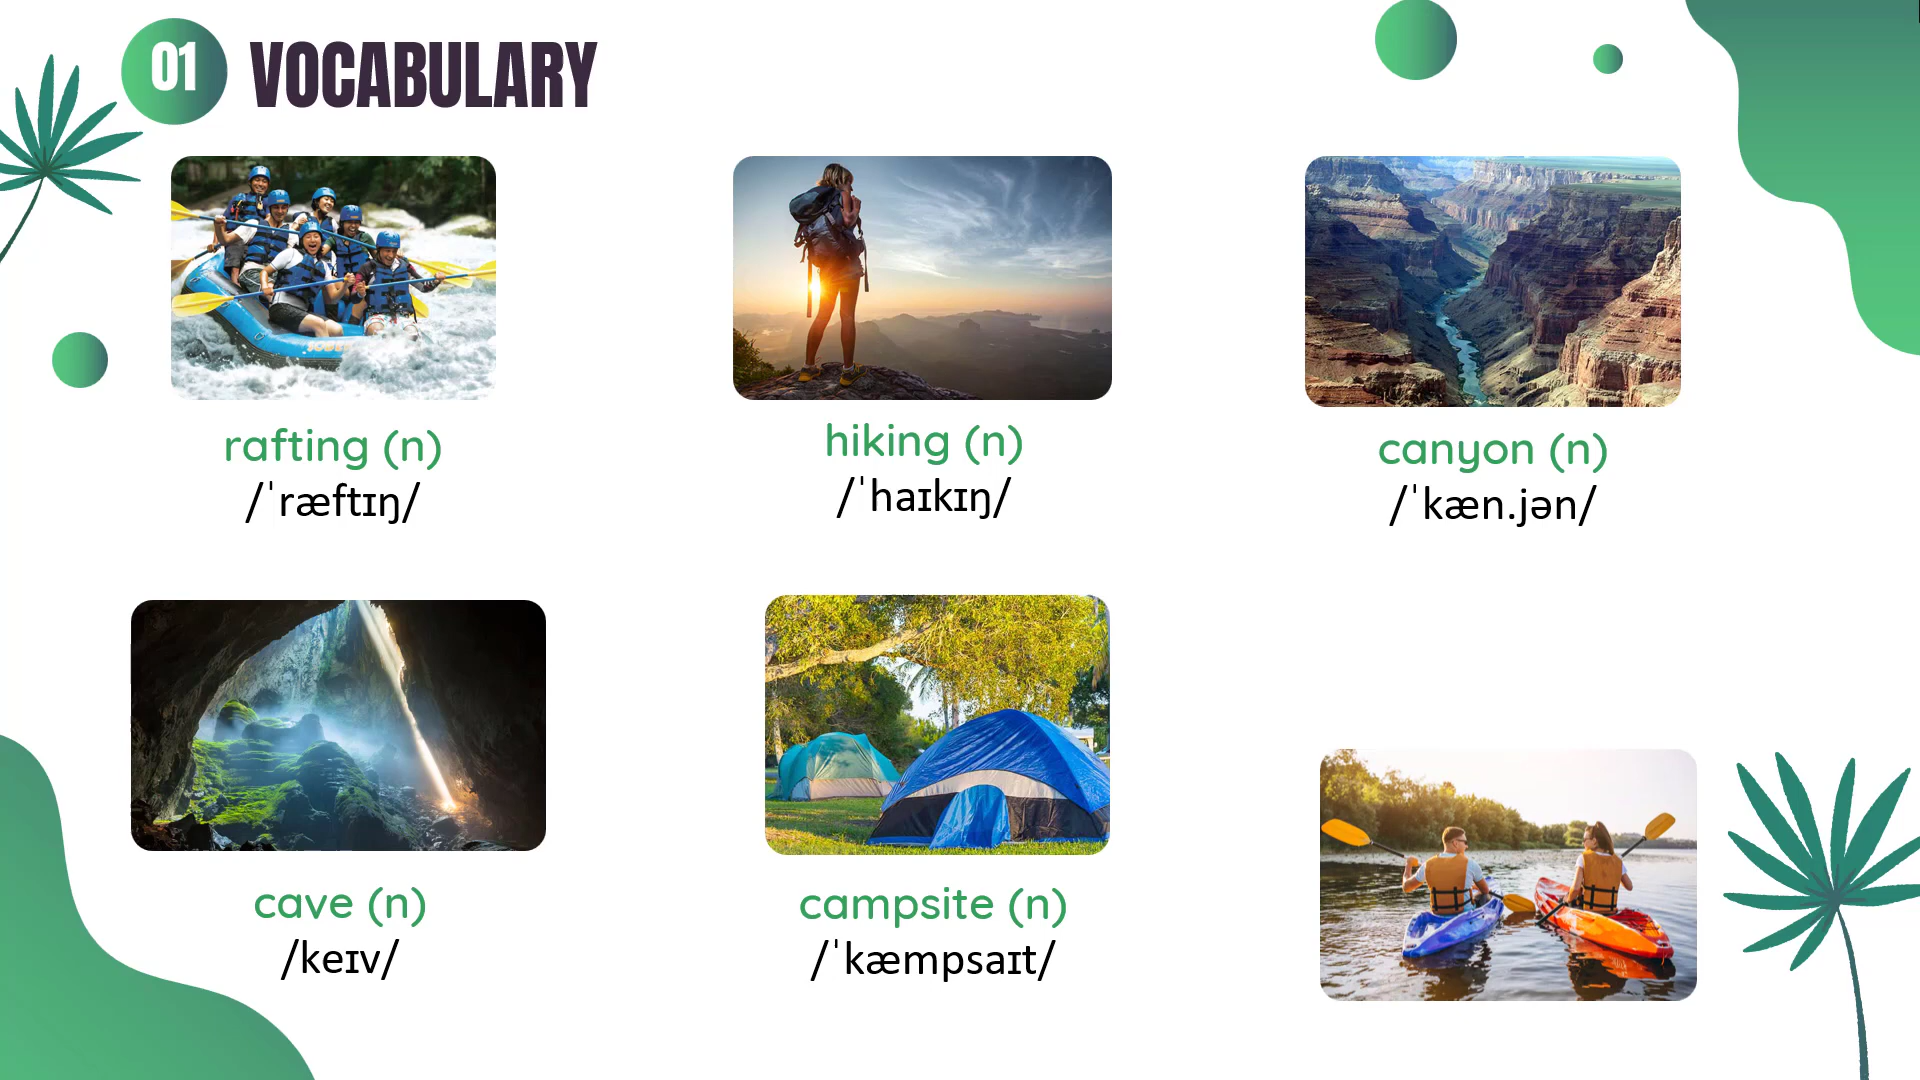 01 VOCABULARY
rafting (n)
/ˈræftɪŋ/
hiking (n)
/ˈhaɪkɪŋ/
canyon (n)
/ˈkæn.jən/
cave (n)
/keɪv/
campsite (n)
/ˈkæmpsaɪt/